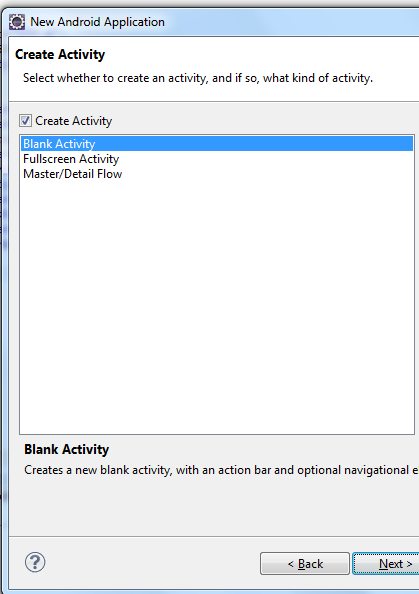 New Android Application
Create Activity
Select whether to create an activity, and if so, what kind of activity.
Create Activity
Blank Activity
Fullscreen Activity
Master/Detail Flow
Blank Activity
Creates a new blank activity, with an action bar and optional navigational e
?
< Back
Next >